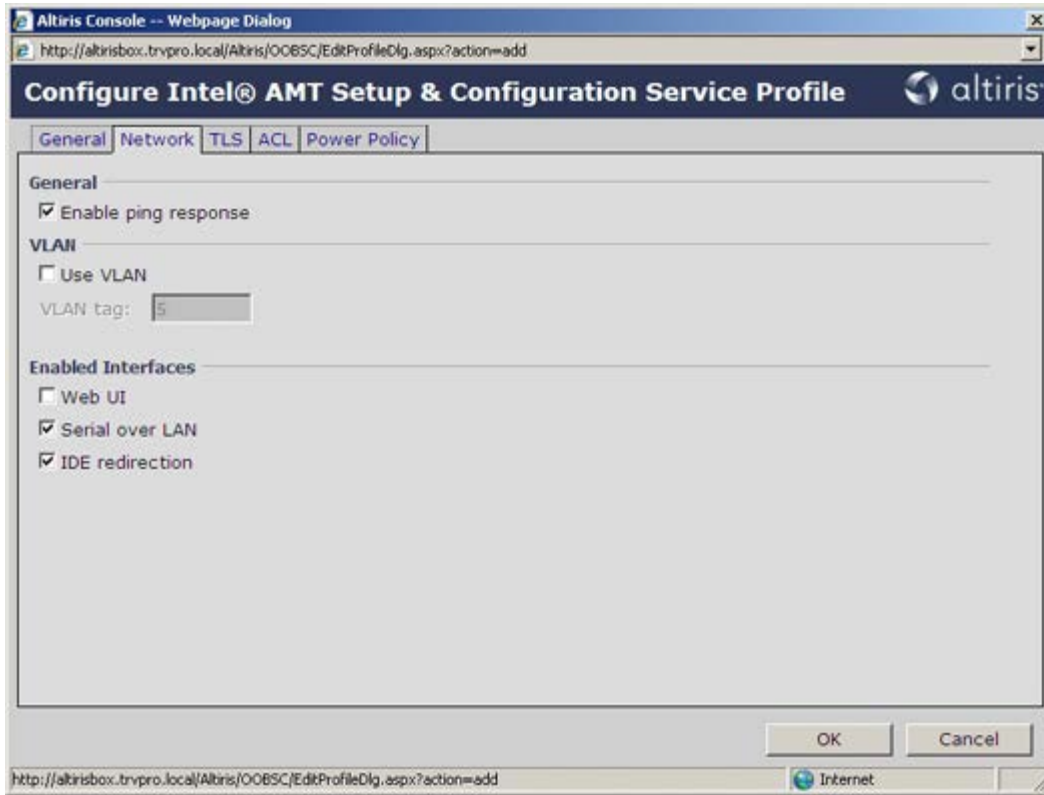 Altiris Console -- Webpage Dialog
http://altirisbox.trvpro.local/Altiris/OOBSC/EditProfileDlg.aspx?action=add
Configure Intel® AMT Setup & Configuration Service Profile altiris
General Network TLS ACL Power Policy
General
Enable ping response
VLAN
Use VLAN
VLAN tag: 5
Enabled Interfaces
Web UI
Serial over LAN
IDE redirection
OK Cancel
http://altirisbox.trvpro.local/Altiris/OOBSC/EditProfileDlg.aspx?action=add Internet